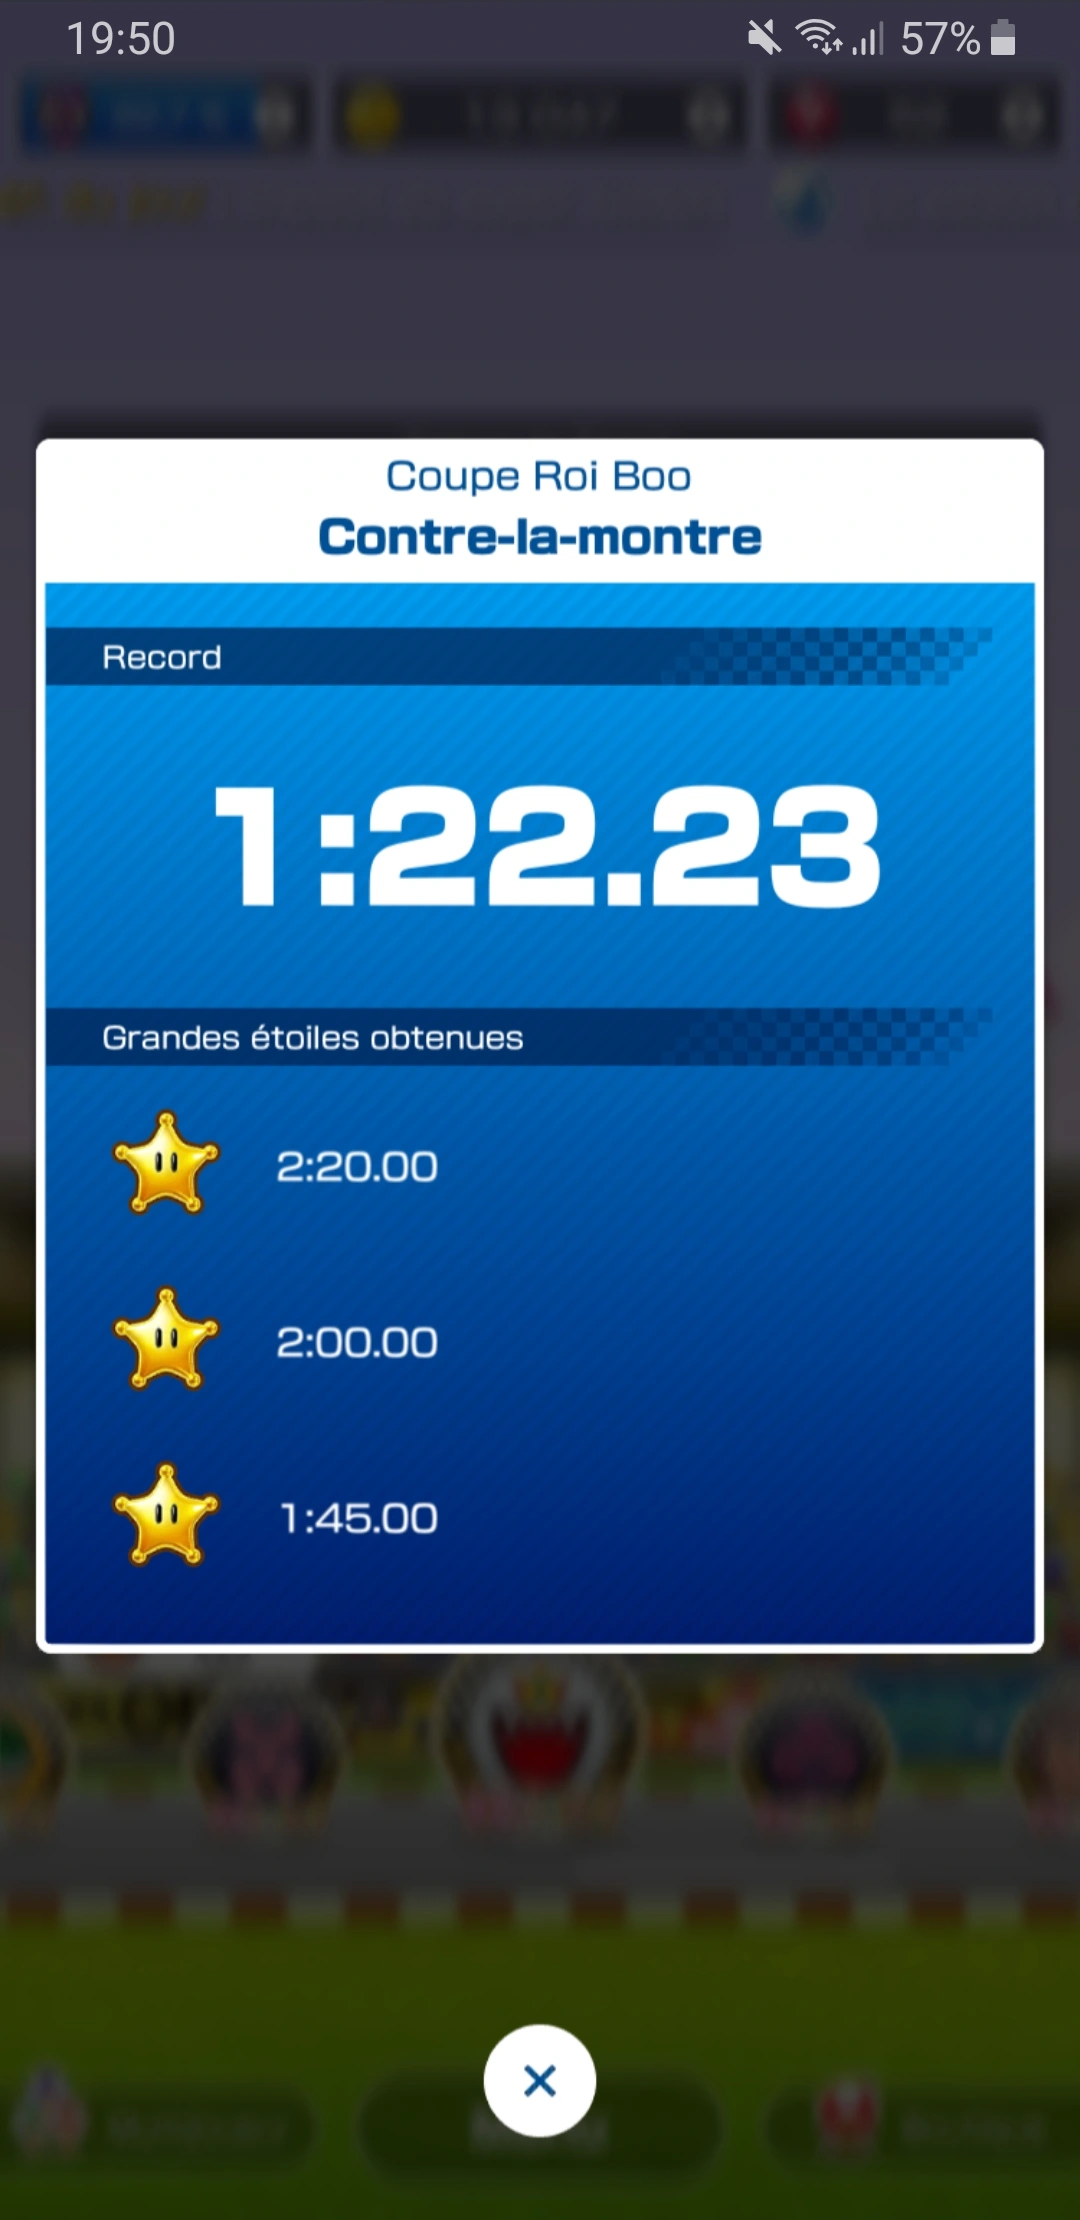 19:50
57%
Coupe Roi Boo
Contre-la-montre
Record
1:22.23
Grandes étoiles obtenues
2:20.00
2:00.00
1:45.00